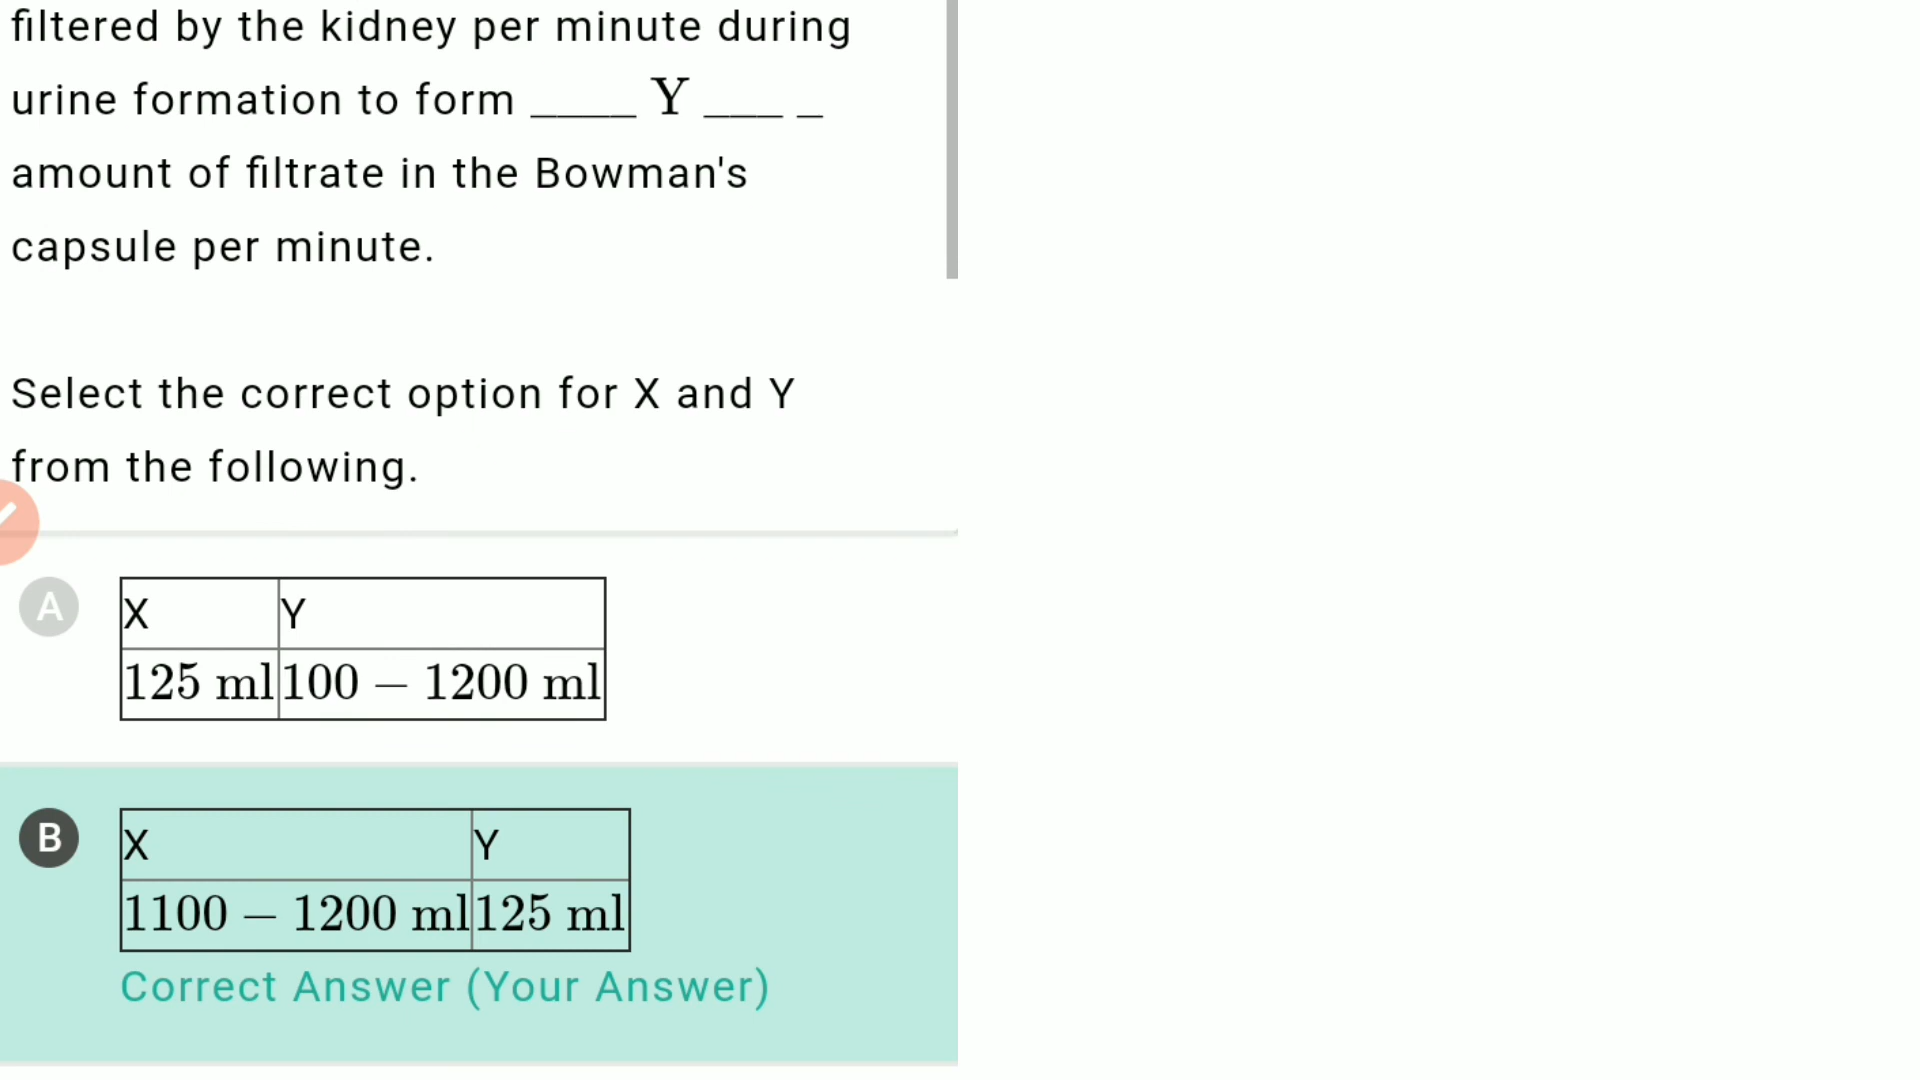 filtered by the kidney per minute during
urine formation to form ____ Y ___ _
amount of filtrate in the Bowman's
capsule per minute.
Select the correct option for X and Y
from the following.
A
X Y
125 ml 100 – 1200 ml
B
X Y
1100 – 1200 ml 125 ml
Correct Answer (Your Answer)